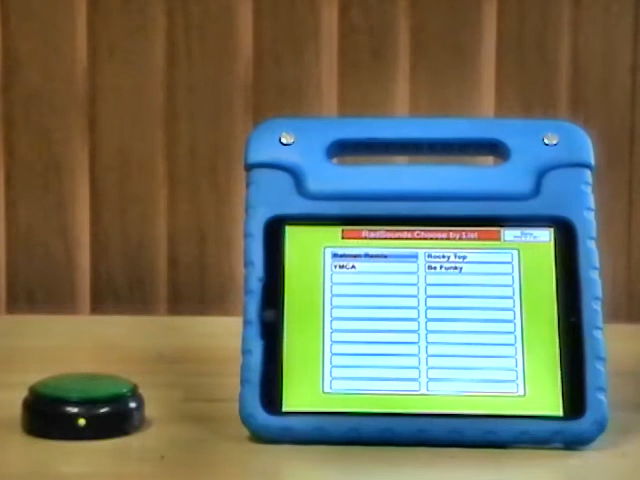 RadSounds:Choose by List
Batman Remix
Rocky Top
YMCA
Be Funky